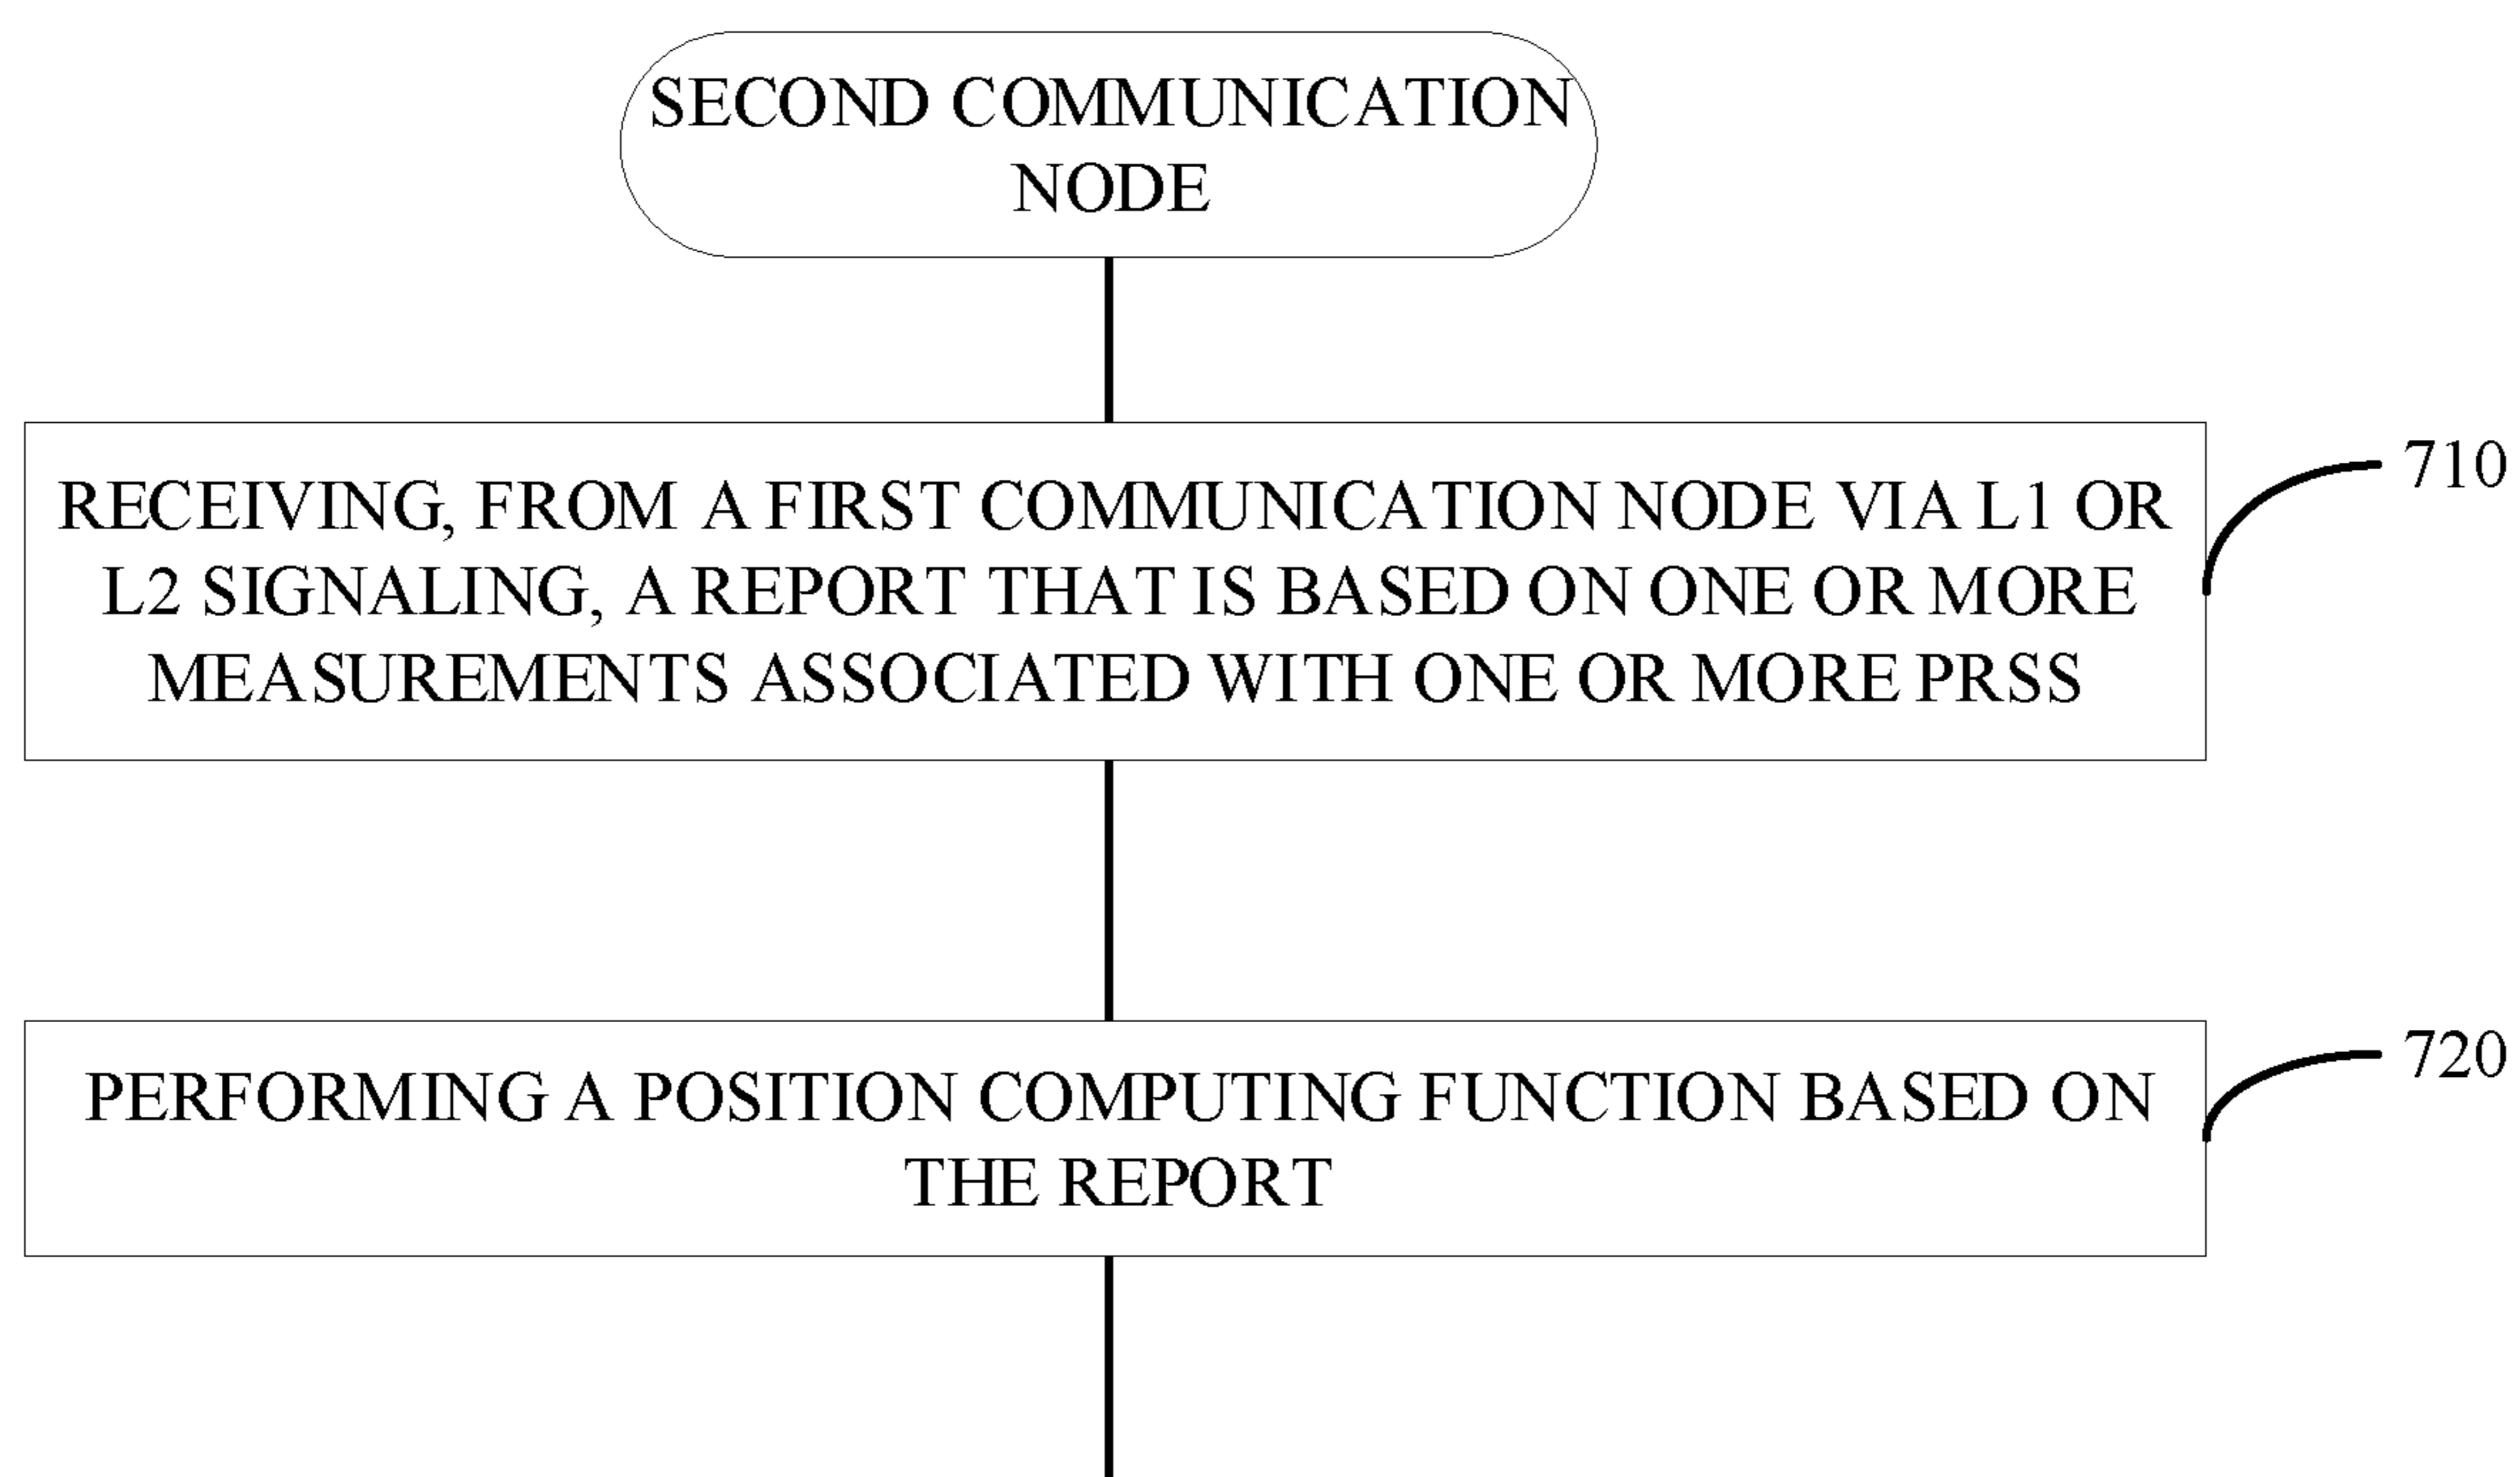 SECOND COMMUNICATION
NODE
RECEIVING, FROM A FIRST COMMUNICATION NODE VIA L1 OR
L2 SIGNALING, A REPORT THAT IS BASED ON ONE OR MORE
MEASUREMENTS ASSOCIATED WITH ONE OR MORE PRSS
710
PERFORMING A POSITION COMPUTING FUNCTION BASED ON
THE REPORT
720